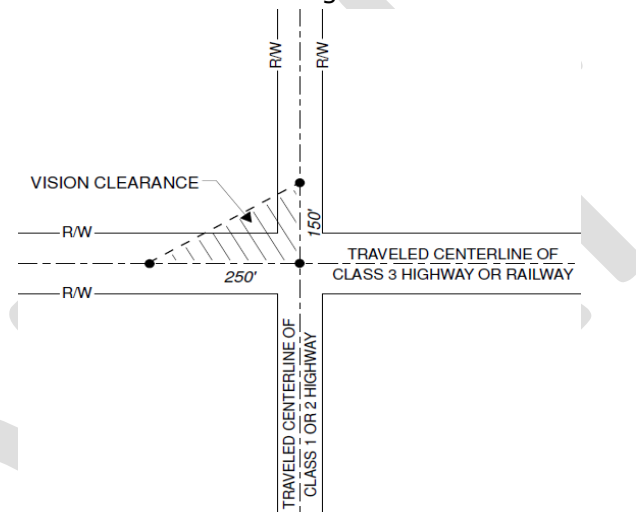 R/W
R/W
VISION CLEARANCE
R/W
150'
TRAVELED CENTERLINE OF
CLASS 3 HIGHWAY OR RAILWAY
250'
R/W
TRAVELED CENTERLINE OF
CLASS 1 OR 2 HIGHWAY